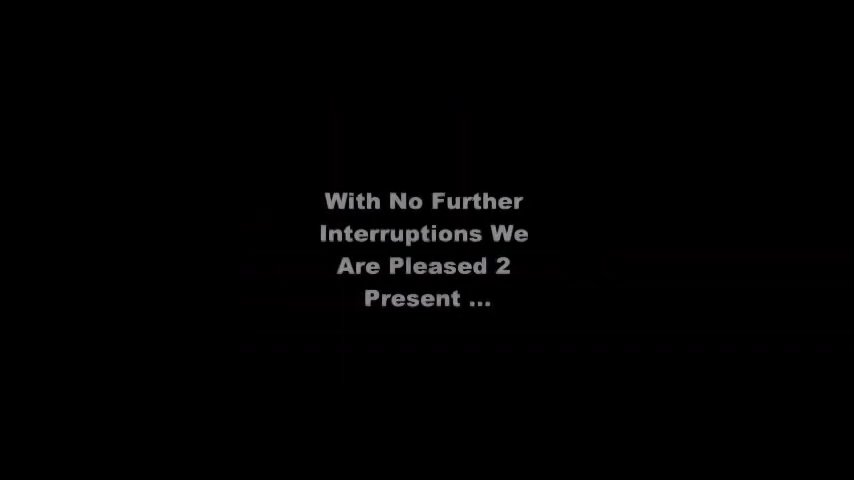 With No Further
Interruptions We
Are Pleased 2
Present ...